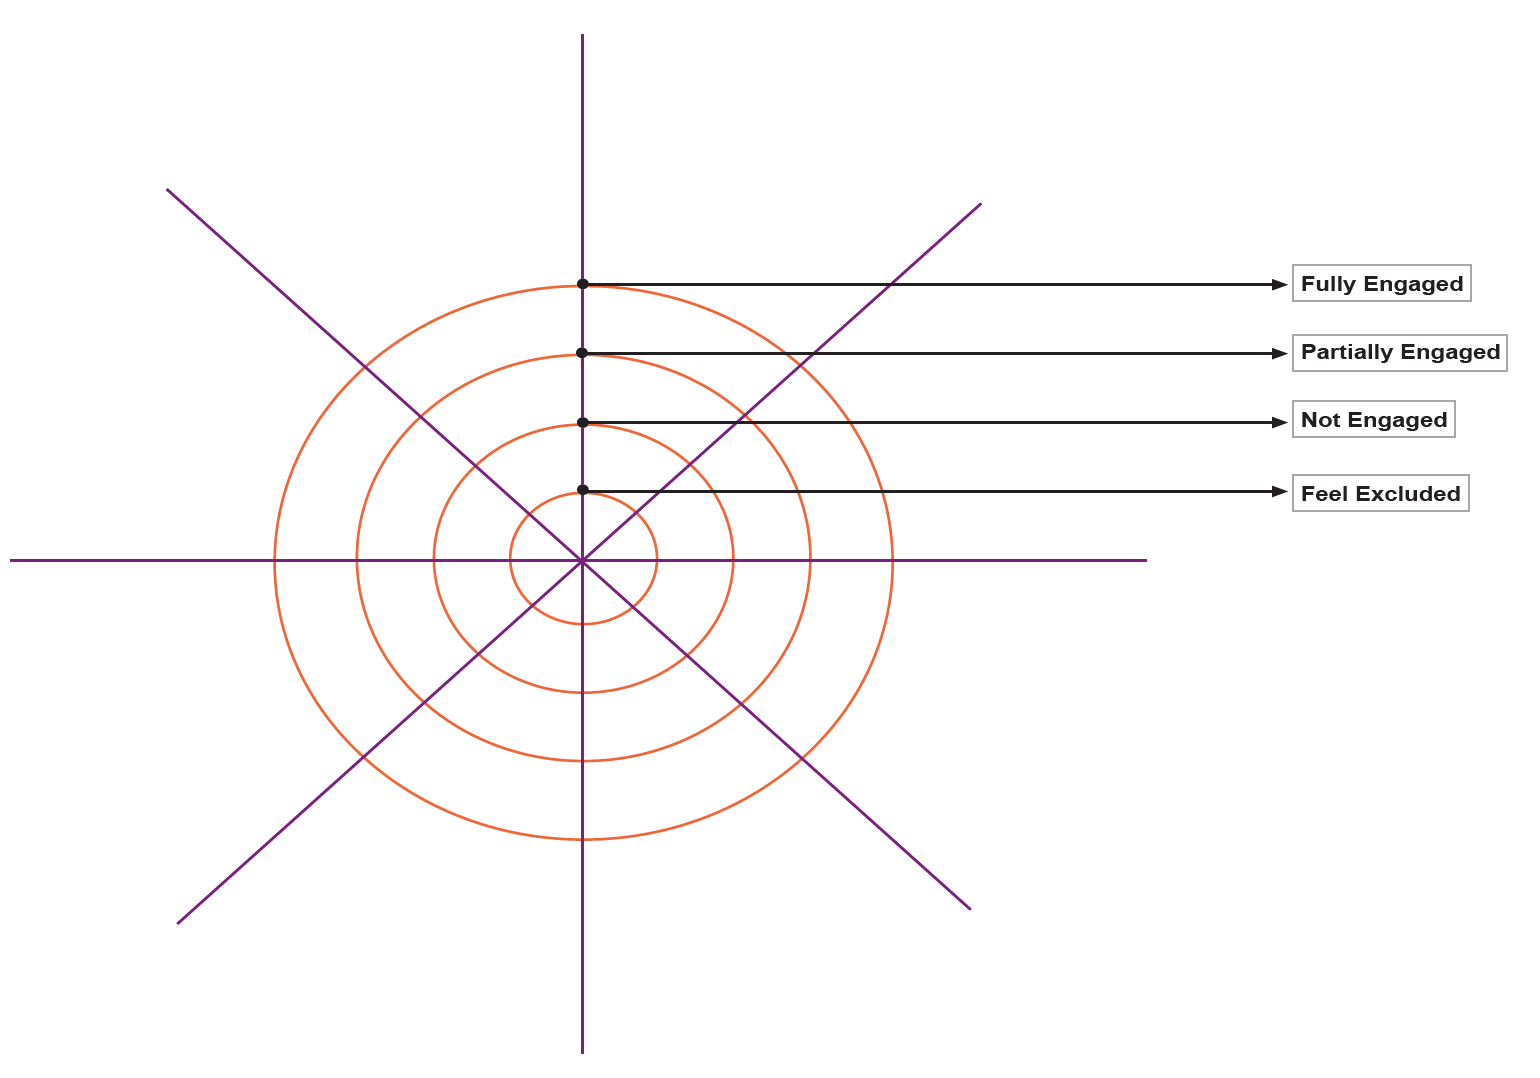 Fully Engaged
Partially Engaged
Not Engaged
Feel Excluded